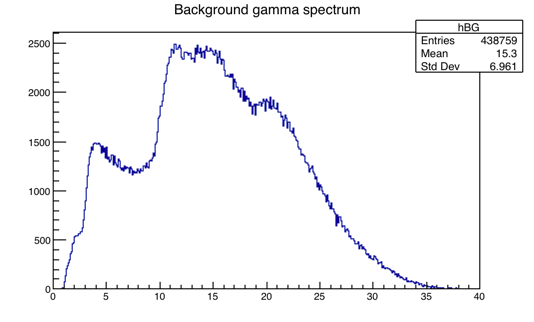 Background gamma spectrum
hBG
Entries 438759
Mean 15.3
Std Dev 6.961
2500
2000
1500
1000
500
0
0 5 10 15 20 25 30 35 40